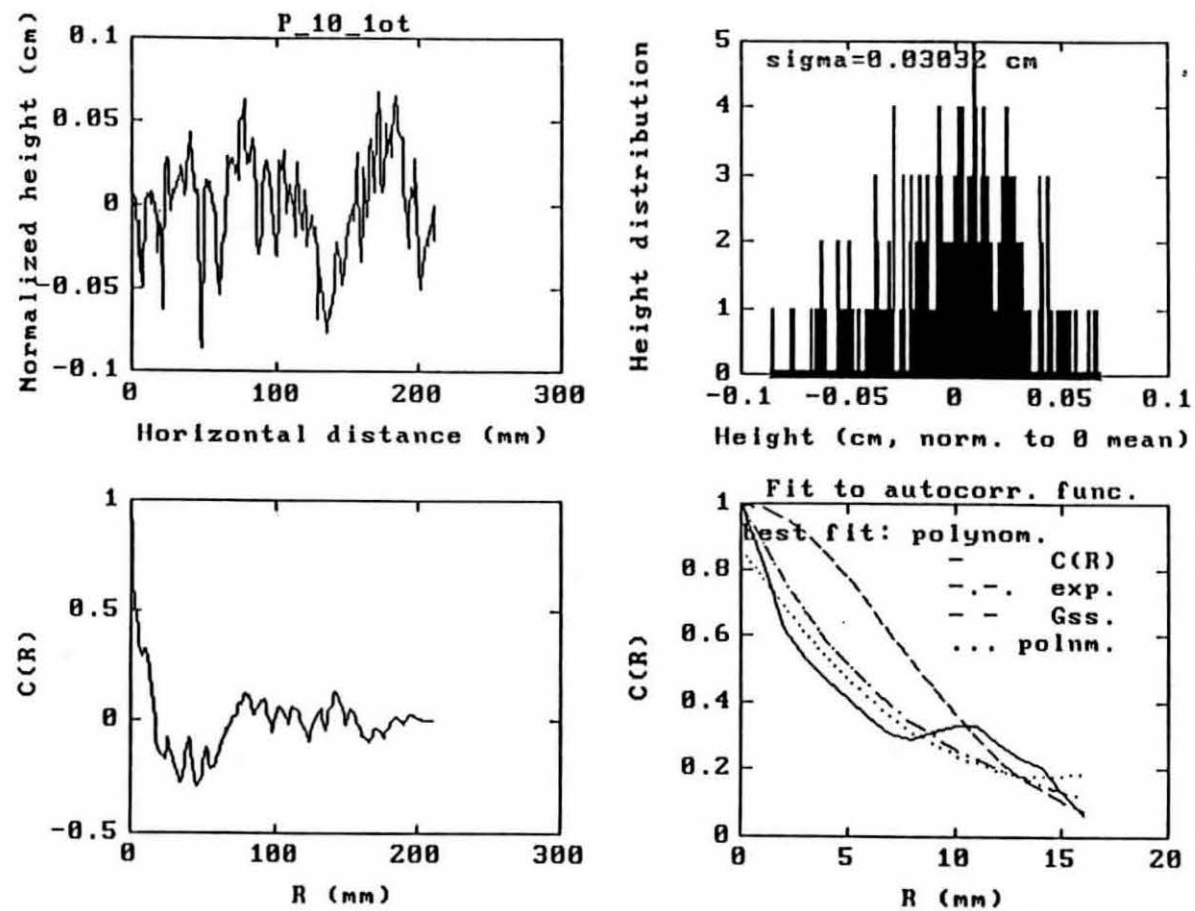 P_10_1ot
Normalized height (cm)
0.1
0.05
0
-0.05
-0.1
0
100
200
300
Horizontal distance (mm)
sigma=0.03032 cm
Height distribution
5
4
3
2
1
0
-0.1
-0.05
0
0.05
0.1
Height (cm, norm. to 0 mean)
C(R)
1
0.5
0
-0.5
0
100
200
300
R (mm)
Fit to autocorr. func.
best fit: polynom.
— C(R)
-.-. exp.
— — Gss.
... polnm.
C(R)
1
0.8
0.6
0.4
0.2
0
0
5
10
15
20
R (mm)